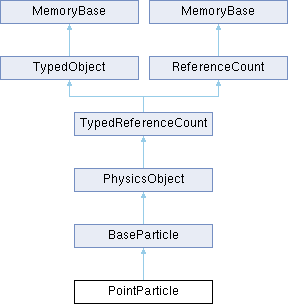 MemoryBase
MemoryBase
TypedObject
ReferenceCount
TypedReferenceCount
PhysicsObject
BaseParticle
PointParticle